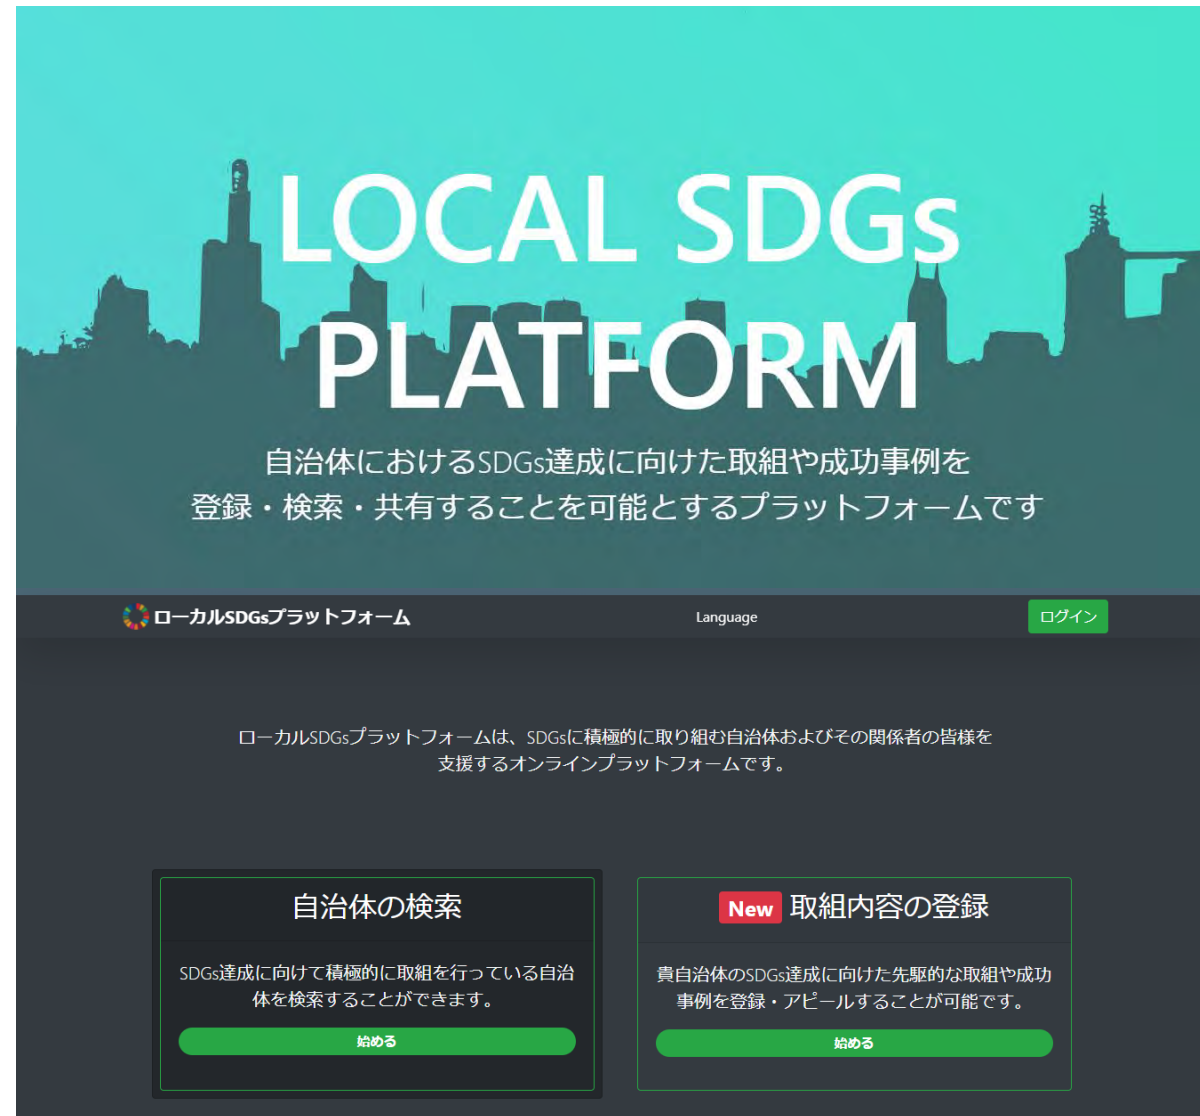 LOCAL SDGs
PLATFORM
自治体におけるSDGs達成に向けた取組や成功事例を
登録・検索・共有することを可能とするプラットフォームです
ローカルSDGsプラットフォーム
Language
ログイン
ローカルSDGsプラットフォームは、SDGsに積極的に取り組む自治体およびその関係者の皆様を
支援するオンラインプラットフォームです。
自治体の検索
SDGs達成に向けて積極的に取組を行っている自治
体を検索することができます。
始める
New 取組内容の登録
貴自治体のSDGs達成に向けた先駆的な取組や成功
事例を登録・アピールすることが可能です。
始める